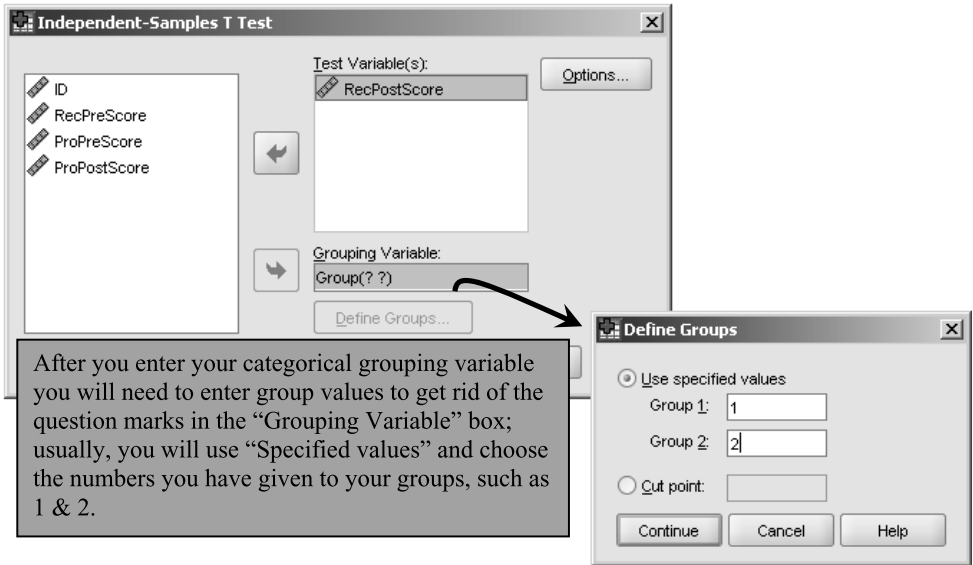 Independent-Samples T Test
ID
RecPreScore
ProPreScore
ProPostScore
Test Variable(s):
RecPostScore
Options...
Grouping Variable:
Group(? ?)
Define Groups...
After you enter your categorical grouping variable
you will need to enter group values to get rid of the
question marks in the “Grouping Variable” box;
usually, you will use “Specified values” and choose
the numbers you have given to your groups, such as
1 & 2.
Define Groups
Use specified values
Group 1: 1
Group 2: 2
Cut point:
Continue Cancel Help